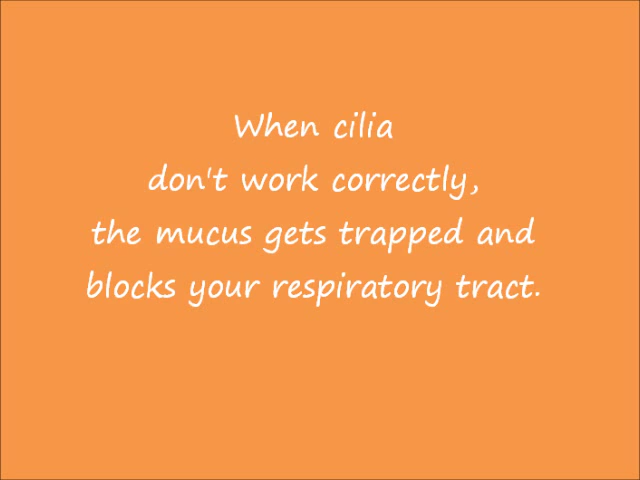 When cilia
don't work correctly,
the mucus gets trapped and
blocks your respiratory tract.